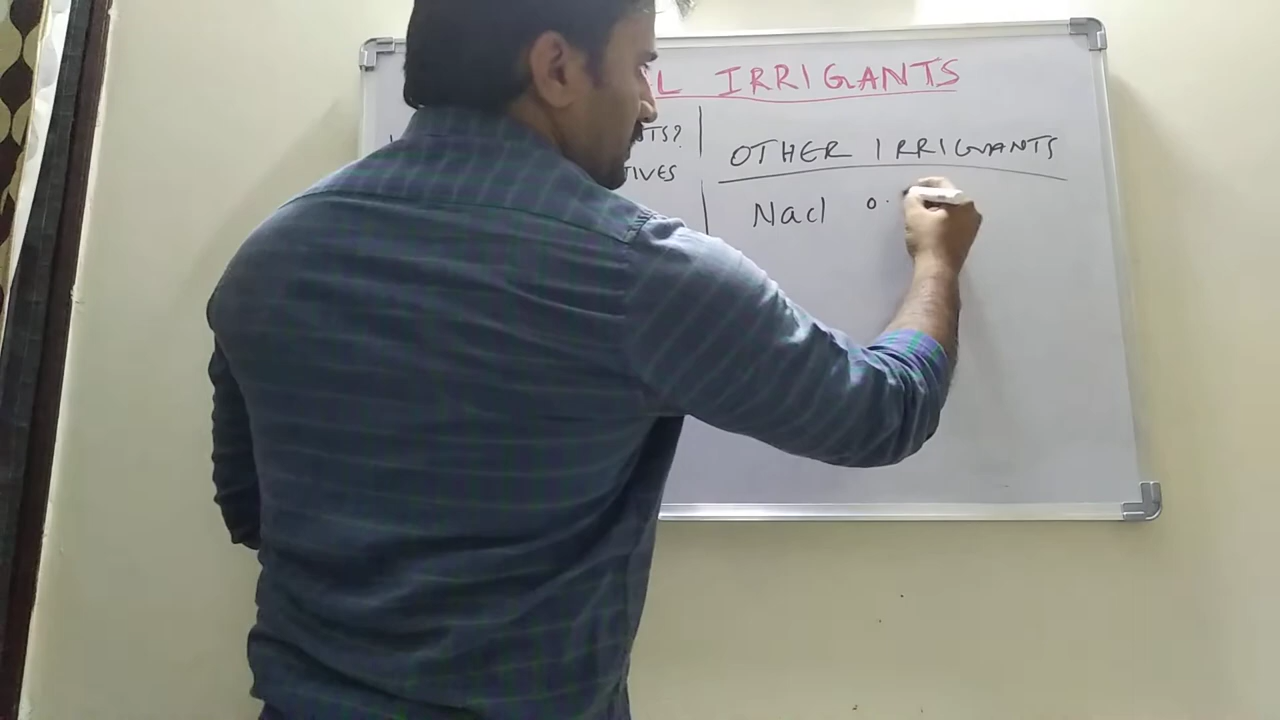 L IRRIGANTS
TS?
TIVES
OTHER IRRIGANTS
Nacl 0.